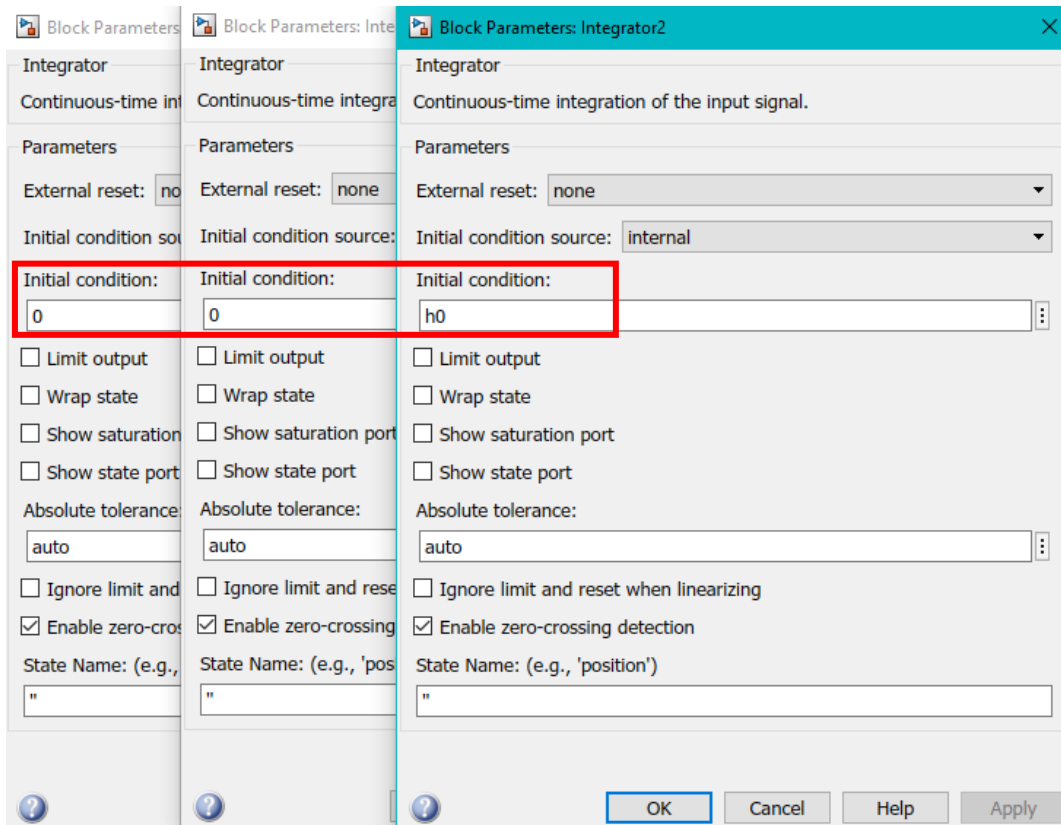 Block Parameters
Integrator
Continuous-time int
Parameters
External reset: no
Initial condition sou
Initial condition:
0
Limit output
Wrap state
Show saturation
Show state port
Absolute tolerance:
auto
Ignore limit and
Enable zero-cros
State Name: (e.g.,
"
?
Block Parameters: Inte
Integrator
Continuous-time integra
Parameters
External reset: none
Initial condition source:
Initial condition:
0
Limit output
Wrap state
Show saturation port
Show state port
Absolute tolerance:
auto
Ignore limit and rese
Enable zero-crossing
State Name: (e.g., 'posi
"
?
Block Parameters: Integrator2
Integrator
Continuous-time integration of the input signal.
Parameters
External reset: none
Initial condition source: internal
Initial condition:
h0
Limit output
Wrap state
Show saturation port
Show state port
Absolute tolerance:
auto
Ignore limit and reset when linearizing
Enable zero-crossing detection
State Name: (e.g., 'position')
"
? OK Cancel Help Apply